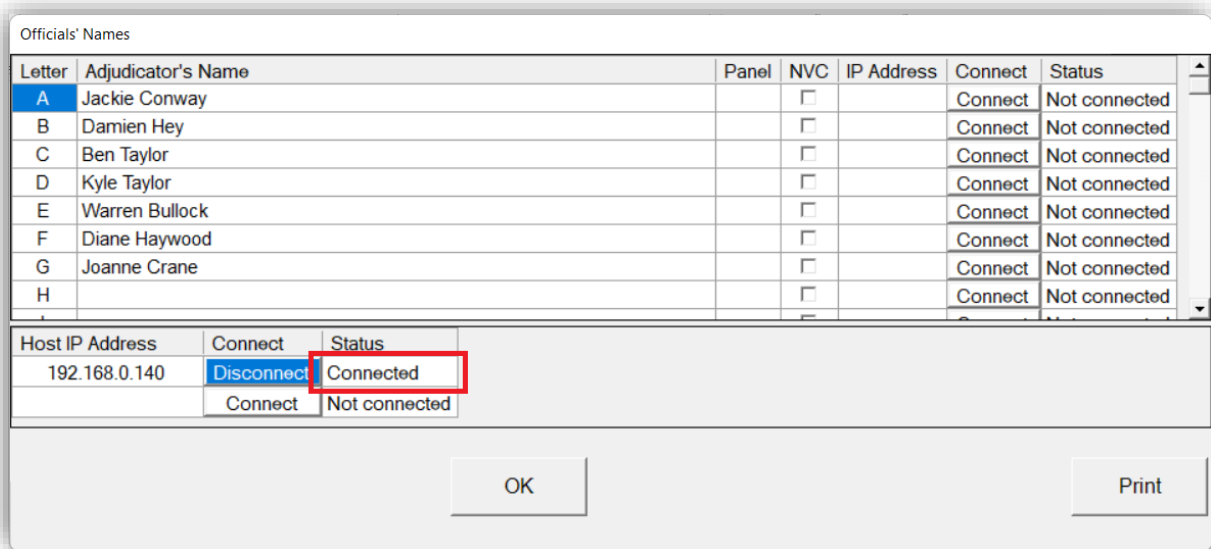 Officials' Names
Letter Adjudicator's Name Panel NVC IP Address Connect Status
A Jackie Conway Connect Not connected
B Damien Hey Connect Not connected
C Ben Taylor Connect Not connected
D Kyle Taylor Connect Not connected
E Warren Bullock Connect Not connected
F Diane Haywood Connect Not connected
G Joanne Crane Connect Not connected
H Connect Not connected
Host IP Address Connect Status
192.168.0.140 Disconnect Connected
Connect Not connected
OK Print